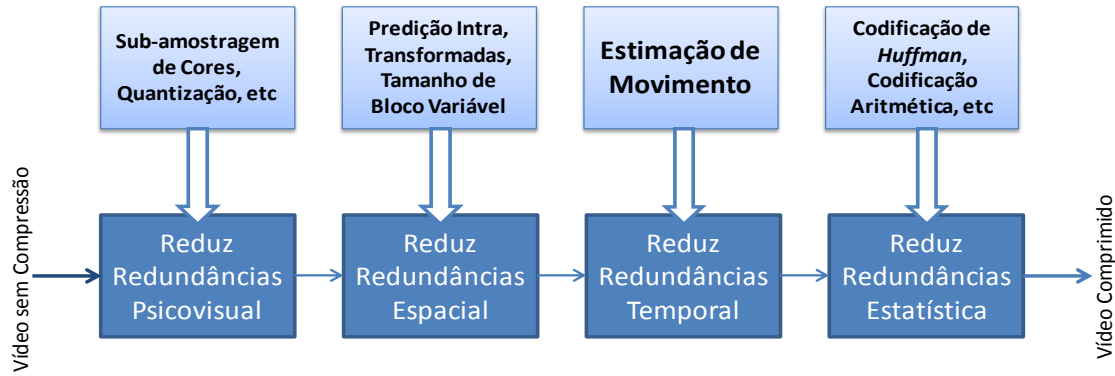 Sub-amostragem
de Cores,
Quantização, etc
Predição Intra,
Transformadas,
Tamanho de
Bloco Variável
Estimação de
Movimento
Codificação de
Huffman,
Codificação
Aritmética, etc
Vídeo sem Compressão
Reduz
Redundâncias
Psicovisual
Reduz
Redundâncias
Espacial
Reduz
Redundâncias
Temporal
Reduz
Redundâncias
Estatística
Vídeo Comprimido